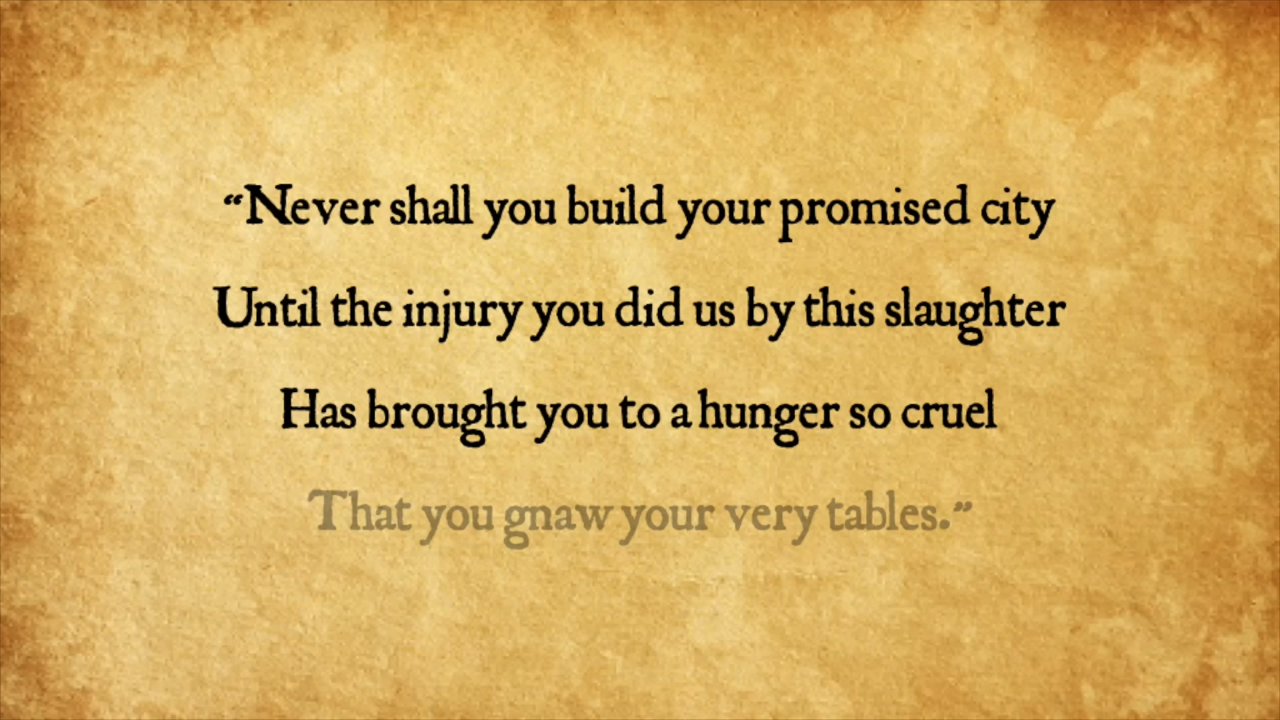 “Never shall you build your promised city
Until the injury you did us by this slaughter
Has brought you to a hunger so cruel
That you gnaw your very tables.”